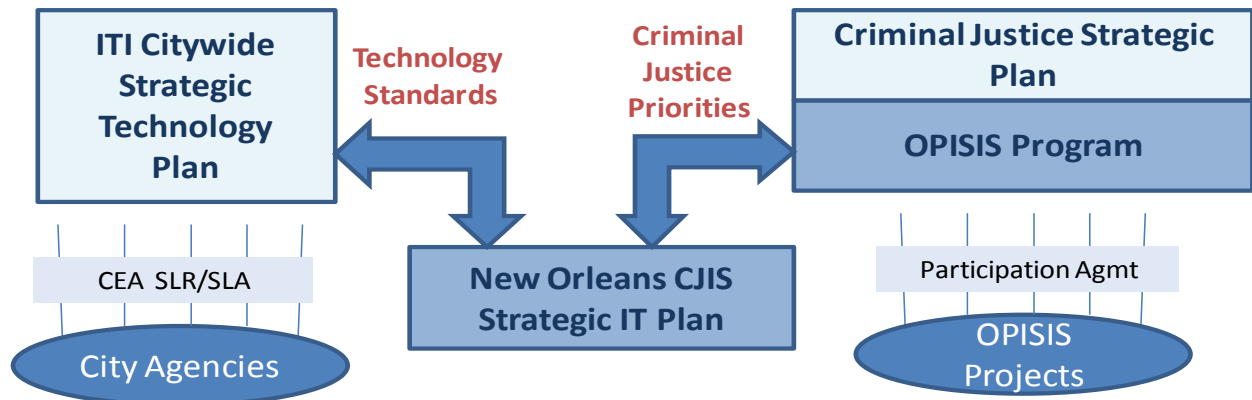 ITI Citywide
Strategic
Technology
Plan
Technology
Standards
Criminal
Justice
Priorities
Criminal Justice Strategic
Plan
OPISIS Program
New Orleans CJIS
Strategic IT Plan
CEA SLR/SLA
City Agencies
Participation Agmt
OPISIS
Projects